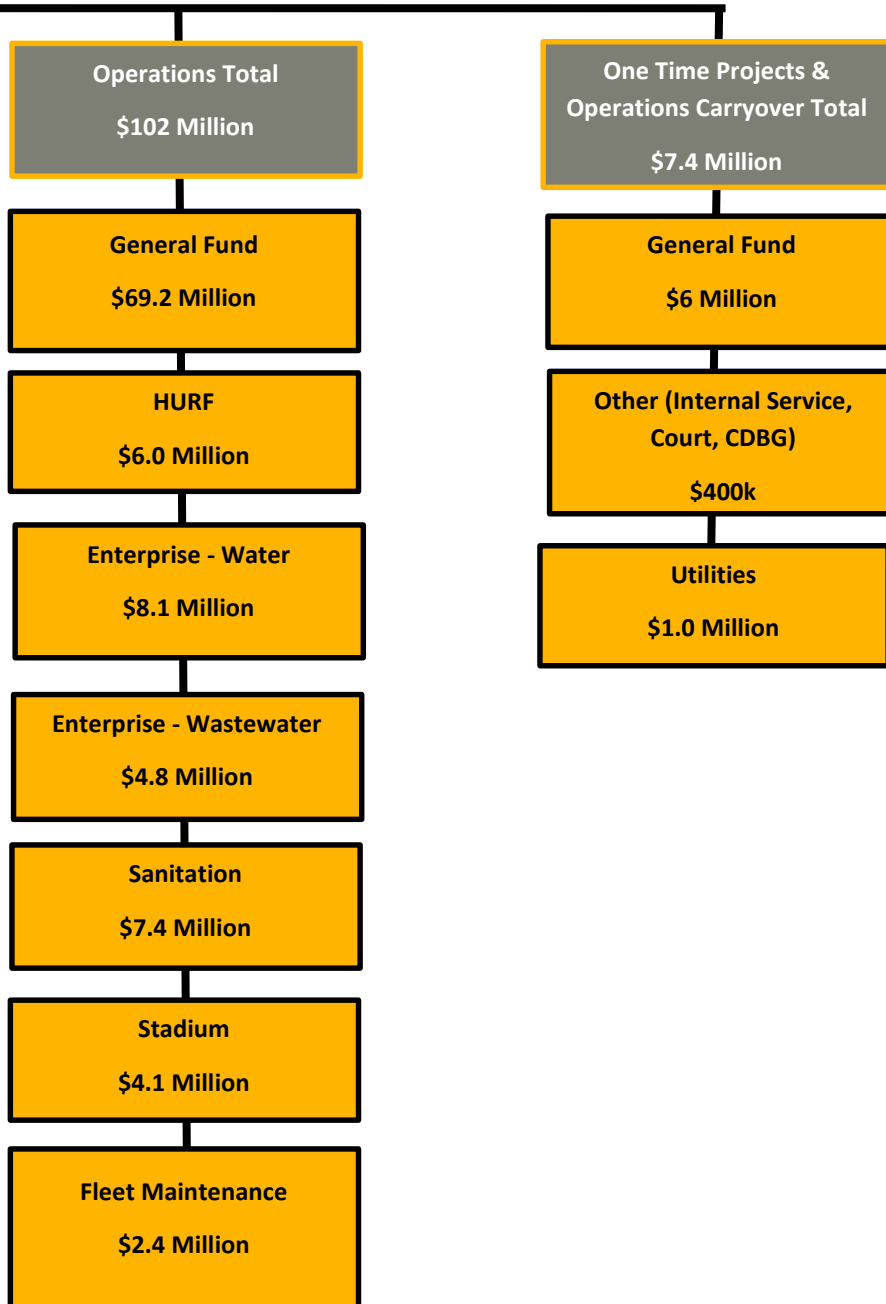 Operations Total
$102 Million
General Fund
$69.2 Million
HURF
$6.0 Million
Enterprise - Water
$8.1 Million
Enterprise - Wastewater
$4.8 Million
Sanitation
$7.4 Million
Stadium
$4.1 Million
Fleet Maintenance
$2.4 Million
One Time Projects &
Operations Carryover Total
$7.4 Million
General Fund
$6 Million
Other (Internal Service,
Court, CDBG)
$400k
Utilities
$1.0 Million